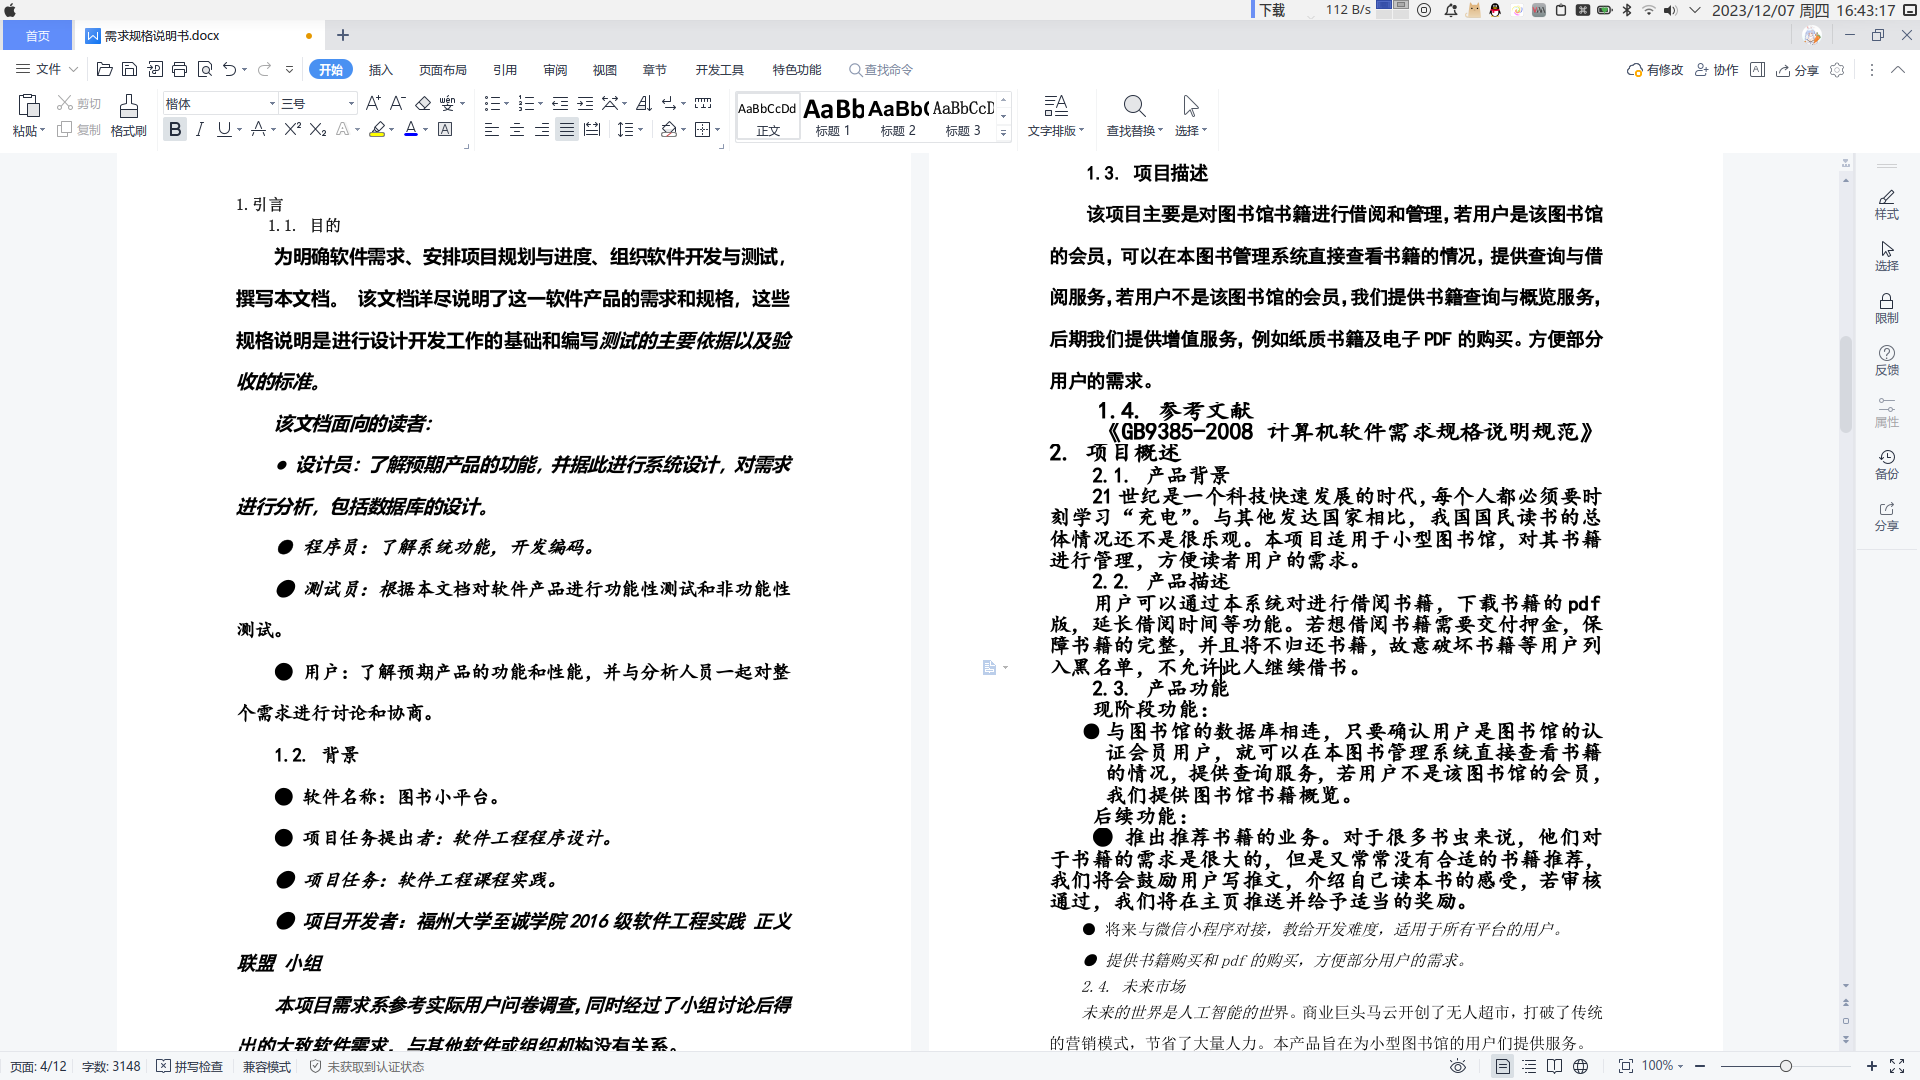 下载 112 B/s 2023/12/07 周四 16:43:17
首页 需求规格说明书.docx
文件 开始 插入 页面布局 引用 审阅 视图 章节 开发工具 特色功能 查找命令 有修改 协作 分享
粘贴 剪切 复制 格式刷 楷体 三号
AaBbCcDd AaBb AaBb( AaBbCcD
正文 标题 1 标题 2 标题 3 文字排版 查找替换 选择
1.引言
1.1. 目的
为明确软件需求、安排项目规划与进度、组织软件开发与测试，
撰写本文档。 该文档详尽说明了这一软件产品的需求和规格，这些
规格说明是进行设计开发工作的基础和编写测试的主要依据以及验
收的标准。
该文档面向的读者：
● 设计员：了解预期产品的功能，并据此进行系统设计，对需求
进行分析，包括数据库的设计。
● 程序员：了解系统功能，开发编码。
● 测试员：根据本文档对软件产品进行功能性测试和非功能性
测试。
● 用户：了解预期产品的功能和性能，并与分析人员一起对整
个需求进行讨论和协商。
1.2. 背景
● 软件名称：图书小平台。
● 项目任务提出者：软件工程程序设计。
● 项目任务：软件工程课程实践。
● 项目开发者：福州大学至诚学院 2016 级软件工程实践 正义
联盟 小组
本项目需求系参考实际用户问卷调查，同时经过了小组讨论后得
出的大致软件需求，与其他软件或组织机构没有关系。
1.3. 项目描述
该项目主要是对图书馆书籍进行借阅和管理，若用户是该图书馆
的会员，可以在本图书管理系统直接查看书籍的情况，提供查询与借
阅服务，若用户不是该图书馆的会员，我们提供书籍查询与概览服务，
后期我们提供增值服务，例如纸质书籍及电子 PDF 的购买。方便部分
用户的需求。
1.4. 参考文献
《GB9385-2008 计算机软件需求规格说明规范》
2. 项目概述
2.1. 产品背景
21 世纪是一个科技快速发展的时代，每个人都必须要时
刻学习“充电”。与其他发达国家相比，我国国民读书的总
体情况还不是很乐观。本项目适用于小型图书馆，对其书籍
进行管理，方便读者用户的需求。
2.2. 产品描述
用户可以通过本系统对进行借阅书籍，下载书籍的 pdf
版，延长借阅时间等功能。若想借阅书籍需要交付押金，保
障书籍的完整，并且将不归还书籍，故意破坏书籍等用户列
入黑名单，不允许此人继续借书。
2.3. 产品功能
现阶段功能：
● 与图书馆的数据库相连，只要确认用户是图书馆的认
证会员用户，就可以在本图书管理系统直接查看书籍
的情况，提供查询服务，若用户不是该图书馆的会员，
我们提供图书馆书籍概览。
后续功能：
● 推出推荐书籍的业务。对于很多书虫来说，他们对
于书籍的需求是很大的，但是又常常没有合适的书籍推荐，
我们将会鼓励用户写推文，介绍自己读本书的感受，若审核
通过，我们将在主页推送并给予适当的奖励。
● 将来与微信小程序对接，教给开发难度，适用于所有平台的用户。
● 提供书籍购买和 pdf 的购买，方便部分用户的需求。
2.4. 未来市场
未来的世界是人工智能的世界。商业巨头马云开创了无人超市，打破了传统
的营销模式，节省了大量人力。本产品旨在为小型图书馆的用户们提供服务。
样式
选择
限制
反馈
属性
备份
分享
页面: 4/12 字数: 3148 拼写检查 兼容模式 未获取到认证状态 100%